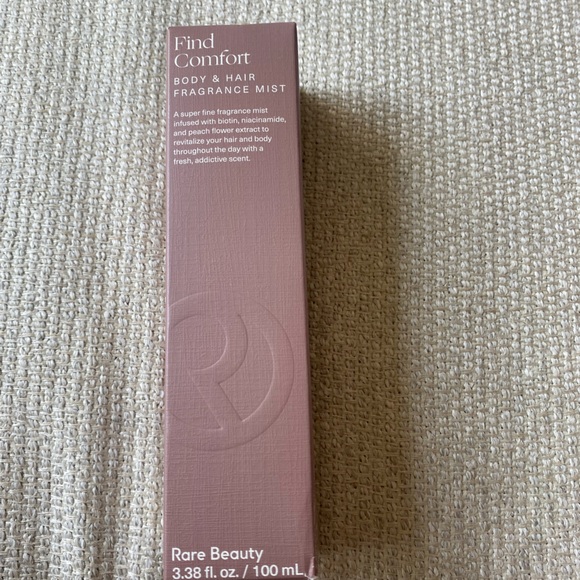 Find
Comfort
BODY & HAIR
FRAGRANCE MIST
A super fine fragrance mist
infused with biotin, niacinamide,
and peach flower extract to
revitalize your hair and body
throughout the day with a
fresh, addictive scent.
R
Rare Beauty
3.38 fl. oz. / 100 mL